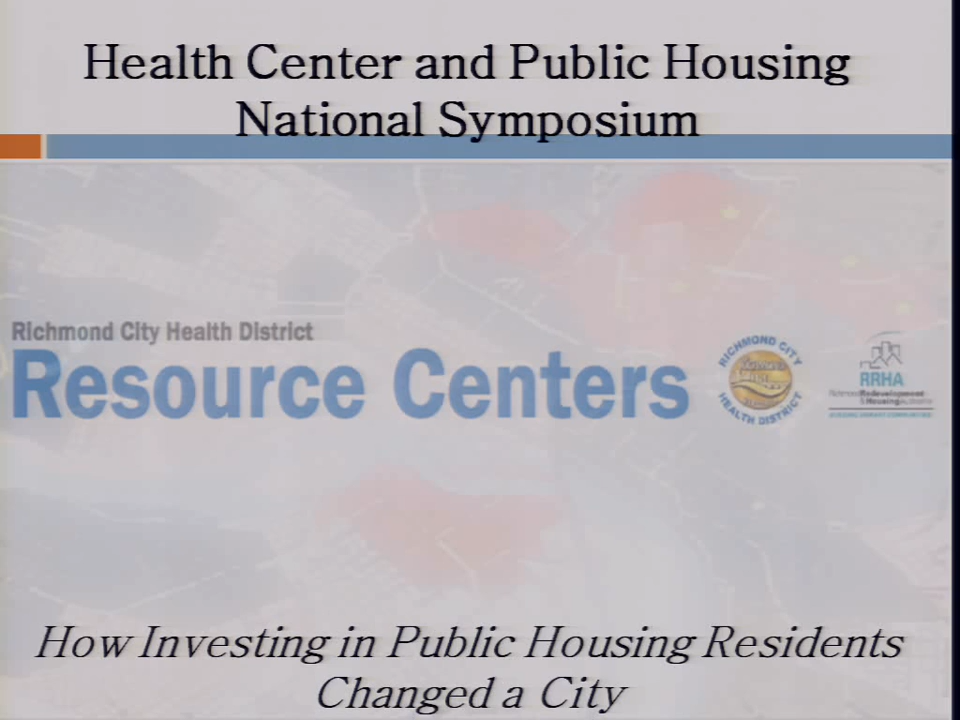 Health Center and Public Housing
National Symposium
Richmond City Health District
Resource Centers
RICHMOND CITY
HEALTH DISTRICT
RRHA
Redevelopment
How Investing in Public Housing Residents
Changed a City